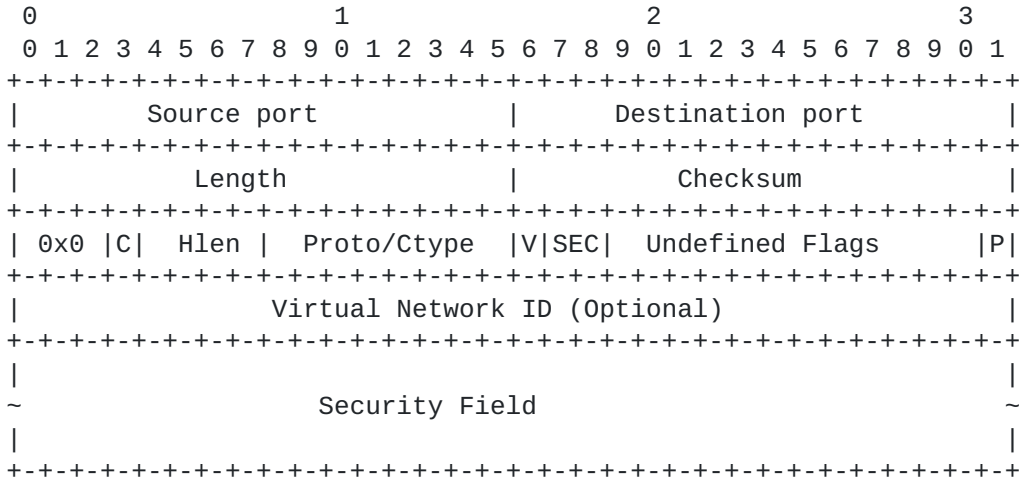 0                   1                   2                   3
 0 1 2 3 4 5 6 7 8 9 0 1 2 3 4 5 6 7 8 9 0 1 2 3 4 5 6 7 8 9 0 1
+-+-+-+-+-+-+-+-+-+-+-+-+-+-+-+-+-+-+-+-+-+-+-+-+-+-+-+-+-+-+-+-+
|        Source port            |      Destination port         |
+-+-+-+-+-+-+-+-+-+-+-+-+-+-+-+-+-+-+-+-+-+-+-+-+-+-+-+-+-+-+-+-+
|           Length              |          Checksum             |
+-+-+-+-+-+-+-+-+-+-+-+-+-+-+-+-+-+-+-+-+-+-+-+-+-+-+-+-+-+-+-+-+
| 0x0 |C|  Hlen |  Proto/Ctype  |V|SEC|  Undefined Flags      |P|
+-+-+-+-+-+-+-+-+-+-+-+-+-+-+-+-+-+-+-+-+-+-+-+-+-+-+-+-+-+-+-+-+
|                Virtual Network ID (Optional)                  |
+-+-+-+-+-+-+-+-+-+-+-+-+-+-+-+-+-+-+-+-+-+-+-+-+-+-+-+-+-+-+-+-+
|                                                               |
~                   Security Field                              ~
|                                                               |
+-+-+-+-+-+-+-+-+-+-+-+-+-+-+-+-+-+-+-+-+-+-+-+-+-+-+-+-+-+-+-+-+